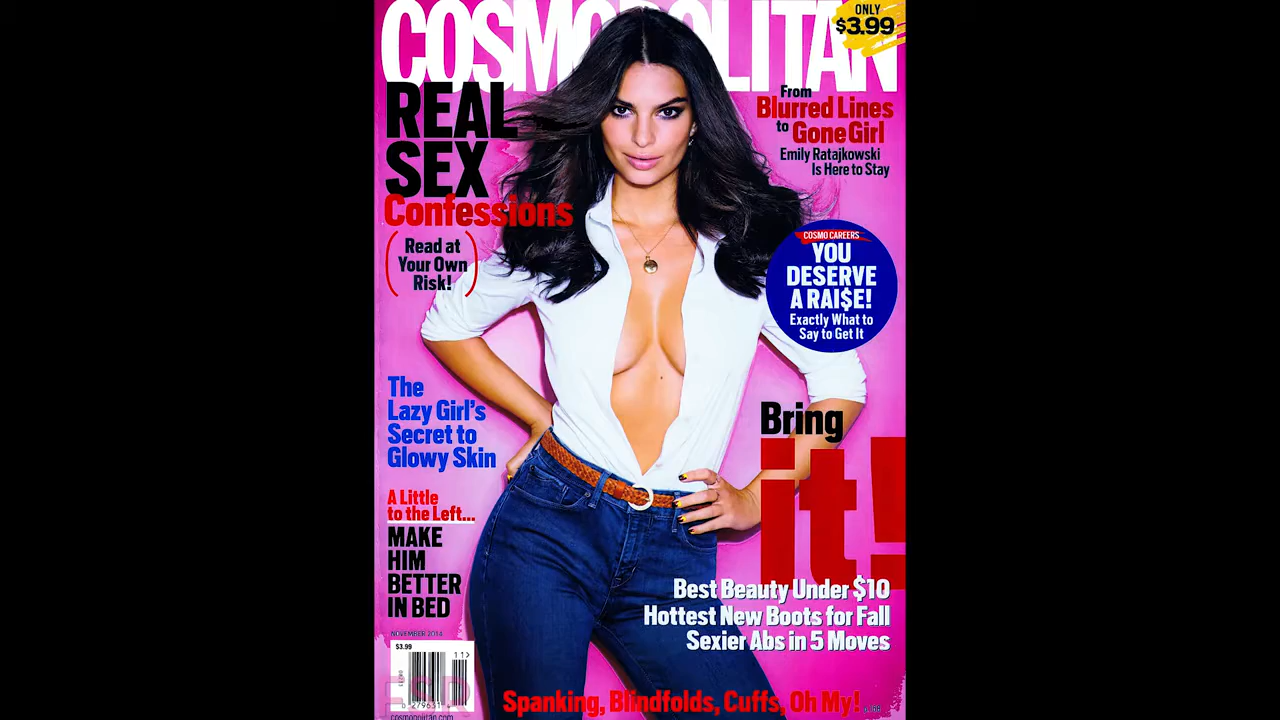 COSMOPOLITAN
ONLY
$3.99
REAL
SEX
Confessions
(Read at
Your Own
Risk!)
From
Blurred Lines
to Gone Girl
Emily Ratajkowski
Is Here to Stay
COSMO CAREERS
YOU
DESERVE
A RAI$E!
Exactly What to
Say to Get It
The
Lazy Girl's
Secret to
Glowy Skin
A Little
to the Left...
MAKE
HIM
BETTER
IN BED
Bring
it!
Best Beauty Under $10
Hottest New Boots for Fall
Sexier Abs in 5 Moves
NOVEMBER 2014
$3.99
11>
FSR
cosmopolitan.com
Spanking, Blindfolds, Cuffs, Oh My!